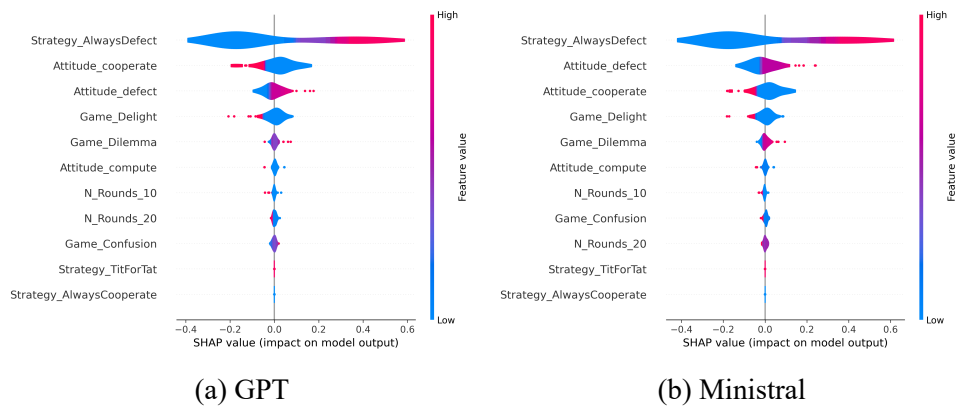 High
Strategy_AlwaysDefect
Attitude_cooperate
Attitude_defect
Game_Delight
Game_Dilemma
Attitude_compute
N_Rounds_10
N_Rounds_20
Game_Confusion
Strategy_TitForTat
Strategy_AlwaysCooperate
Feature value
Low
−0.4 −0.2 0.0 0.2 0.4 0.6
SHAP value (impact on model output)
(a) GPT
High
Strategy_AlwaysDefect
Attitude_defect
Attitude_cooperate
Game_Delight
Game_Dilemma
Attitude_compute
N_Rounds_10
Game_Confusion
N_Rounds_20
Strategy_TitForTat
Strategy_AlwaysCooperate
Feature value
Low
−0.4 −0.2 0.0 0.2 0.4 0.6
SHAP value (impact on model output)
(b) Ministral